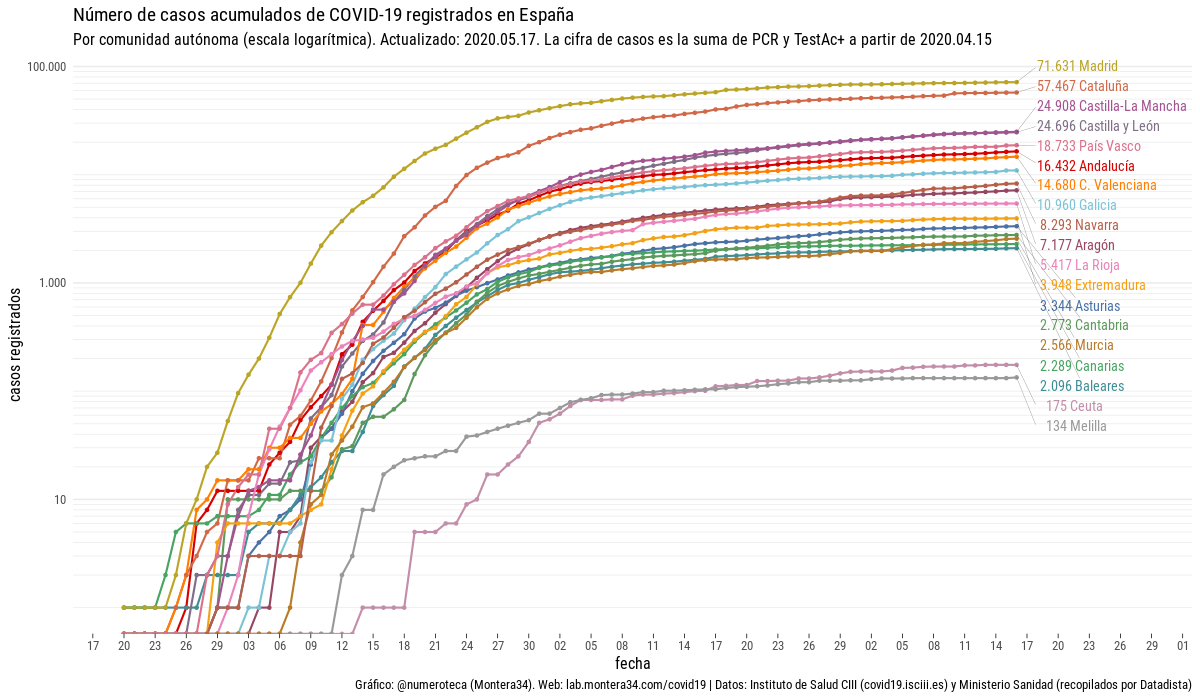 Número de casos acumulados de COVID-19 registrados en España
Por comunidad autónoma (escala logarítmica). Actualizado: 2020.05.17. La cifra de casos es la suma de PCR y TestAc+ a partir de 2020.04.15
100.000
1.000
10
casos registrados
71.631 Madrid
57.467 Cataluña
24.908 Castilla-La Mancha
24.696 Castilla y León
18.733 País Vasco
16.432 Andalucía
14.680 C. Valenciana
10.960 Galicia
8.293 Navarra
7.177 Aragón
5.417 La Rioja
3.948 Extremadura
3.344 Asturias
2.773 Cantabria
2.566 Murcia
2.289 Canarias
2.096 Baleares
175 Ceuta
134 Melilla
17 20 23 26 29 03 06 09 12 15 18 21 24 27 30 02 05 08 11 14 17 20 23 26 29 02 05 08 11 14 17 20 23 26 29 01
fecha
Gráfico: @numeroteca (Montera34). Web: lab.montera34.com/covid19 | Datos: Instituto de Salud CIII (covid19.isciii.es) y Ministerio Sanidad (recopilados por Datadista)